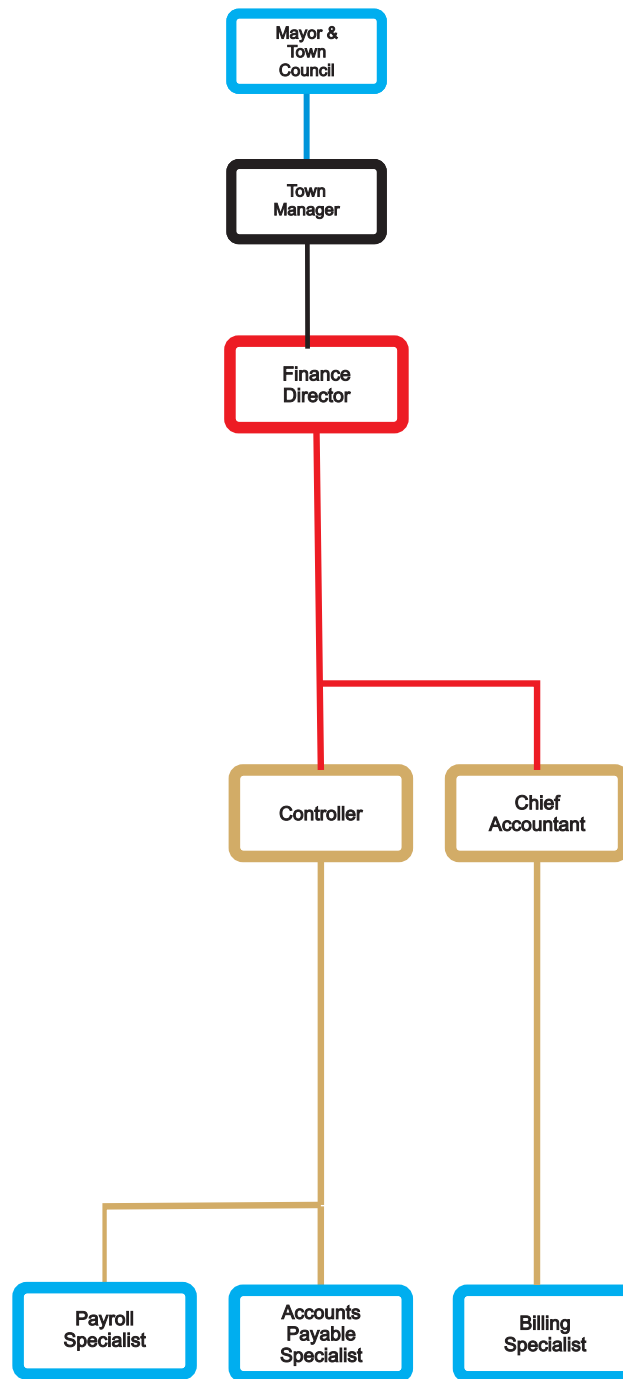 Mayor &
Town
Council
Town
Manager
Finance
Director
Controller
Chief
Accountant
Payroll
Specialist
Accounts
Payable
Specialist
Billing
Specialist